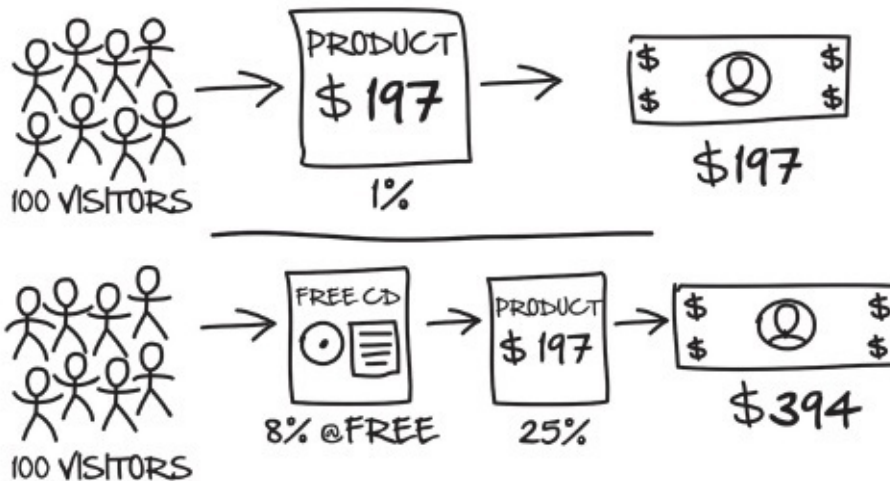 PRODUCT
$ 197
$ $
$ $
100 VISITORS
1%
$197
FREE CD
PRODUCT
$ 197
$ $
$ $
8% @FREE
25%
$394
100 VISITORS